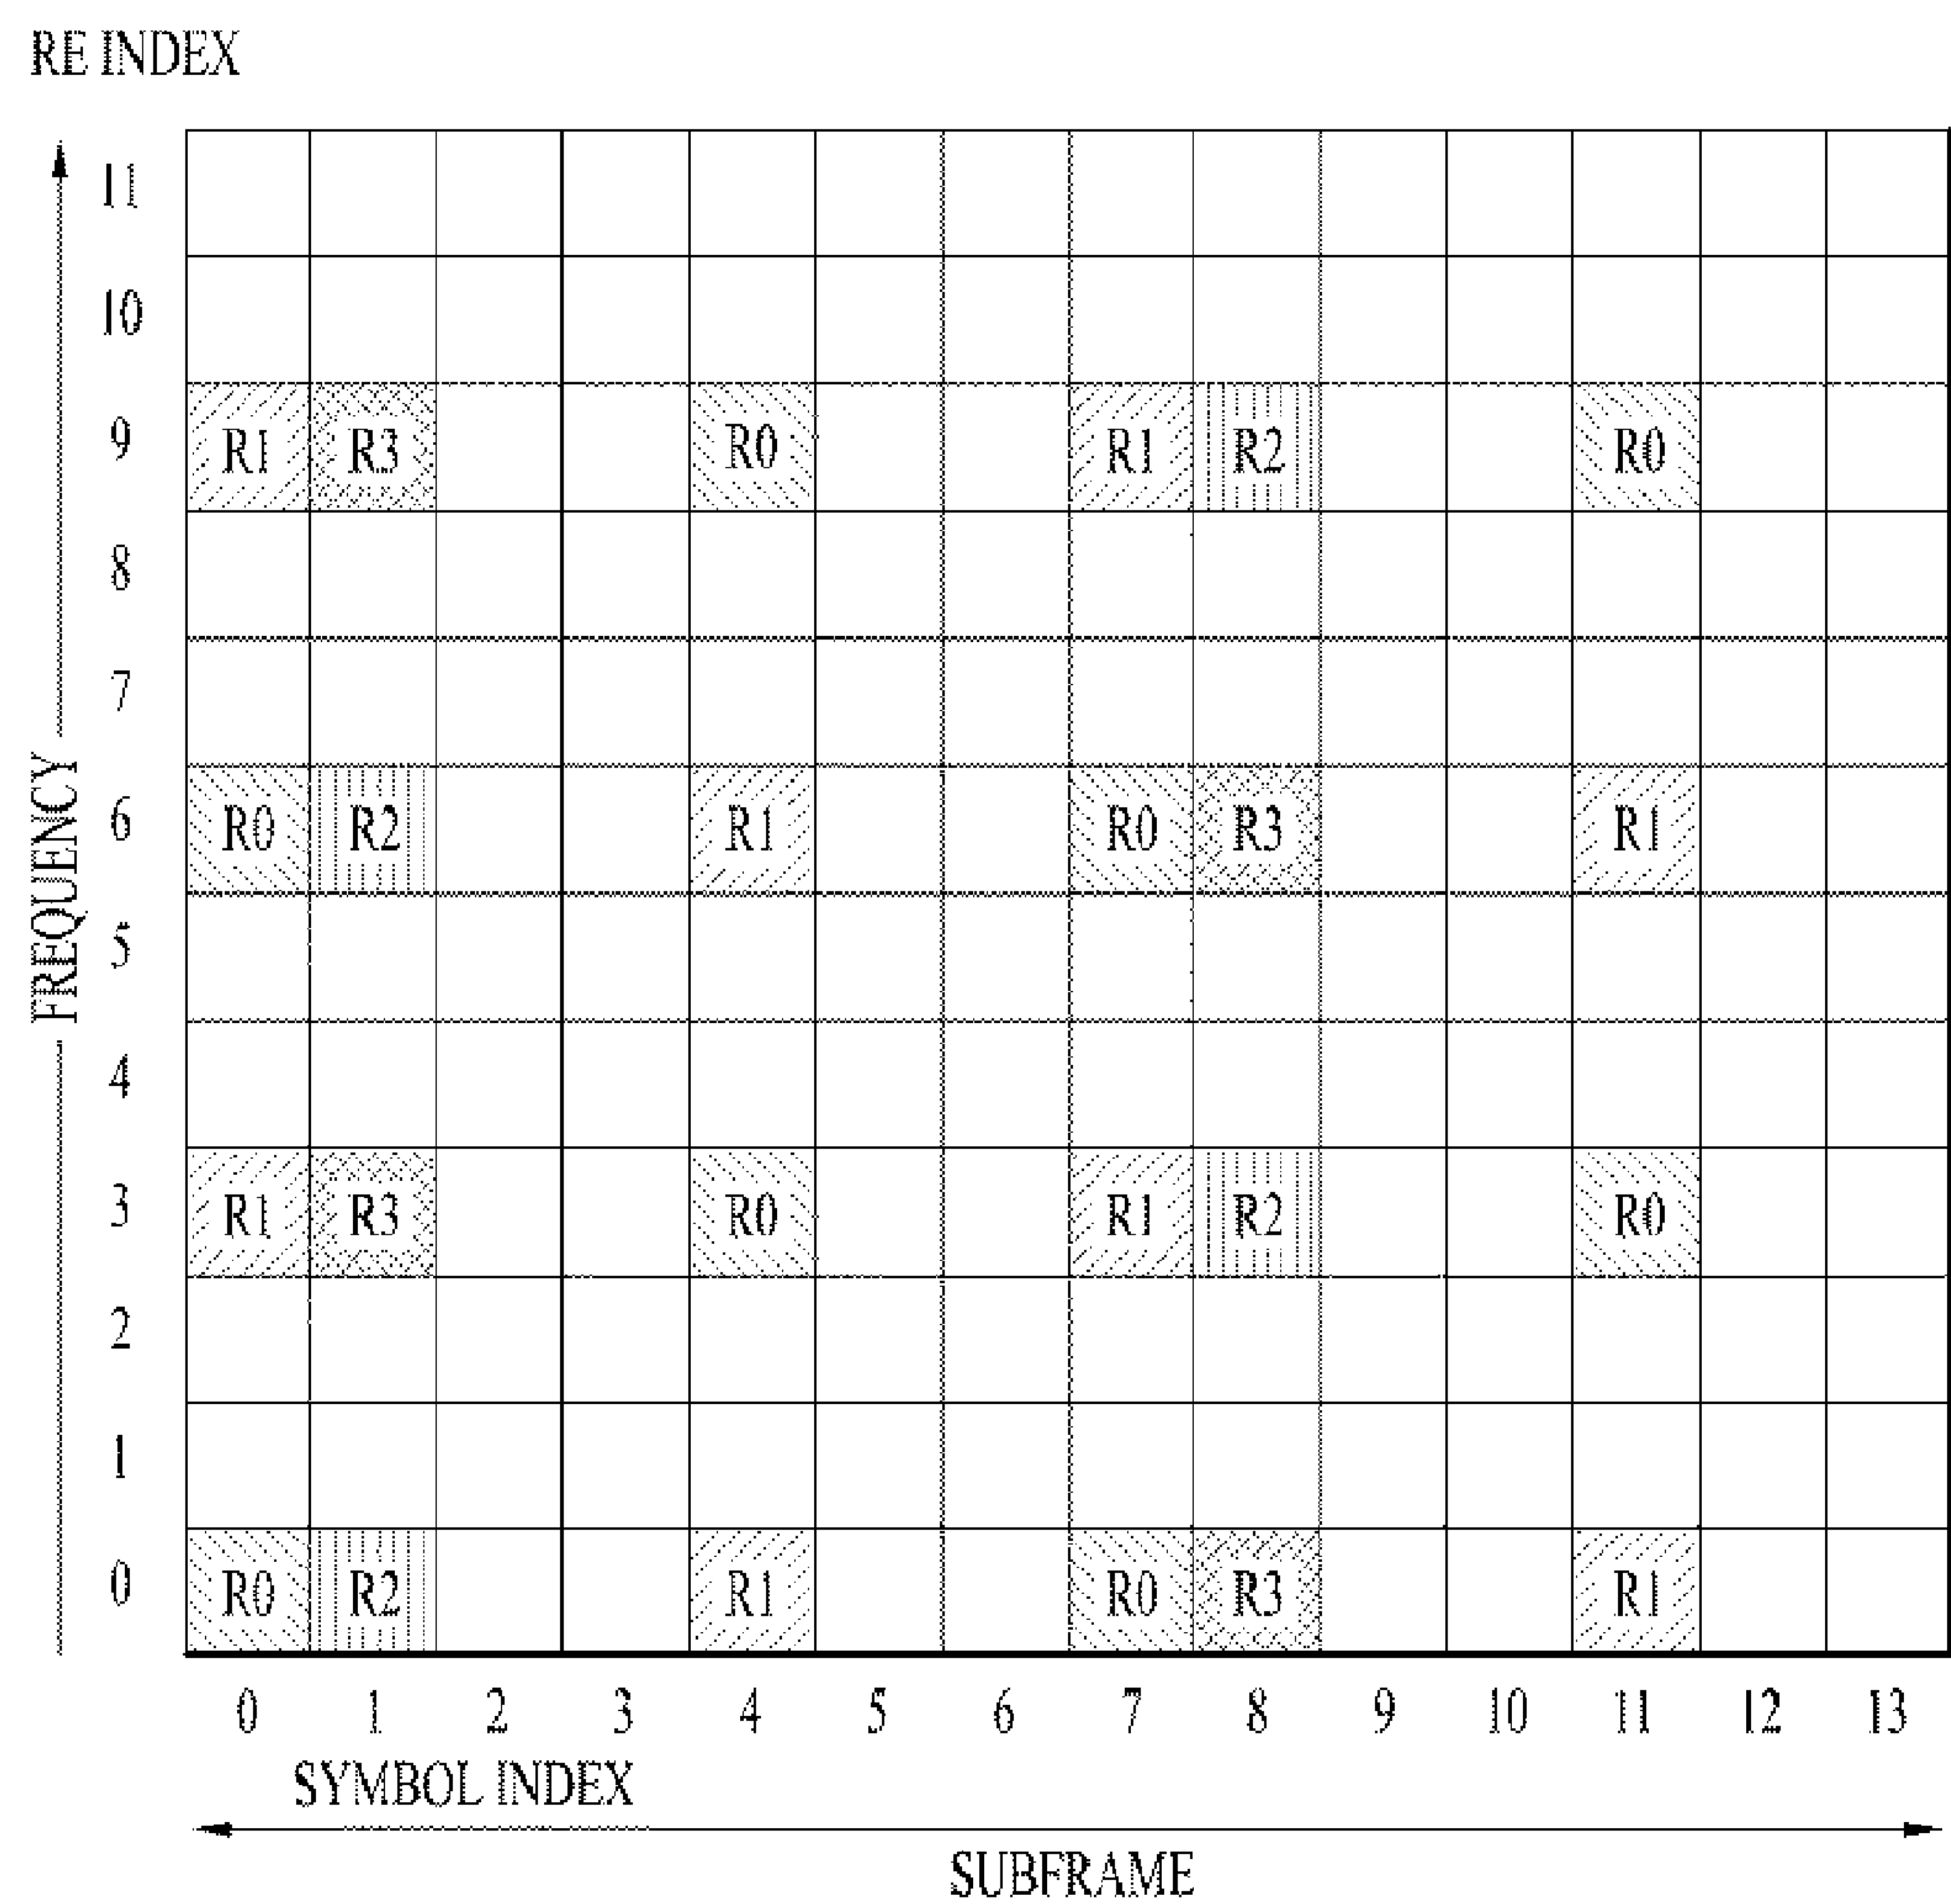 RE INDEX
11
10
9 R1 R3 R0 R1 R2 R0
8
7
6 R0 R2 R1 R0 R3 R1
5
4
3 R1 R3 R0 R1 R2 R0
2
1
0 R0 R2 R1 R0 R3 R1
FREQUENCY
0 1 2 3 4 5 6 7 8 9 10 11 12 13
SYMBOL INDEX
SUBFRAME